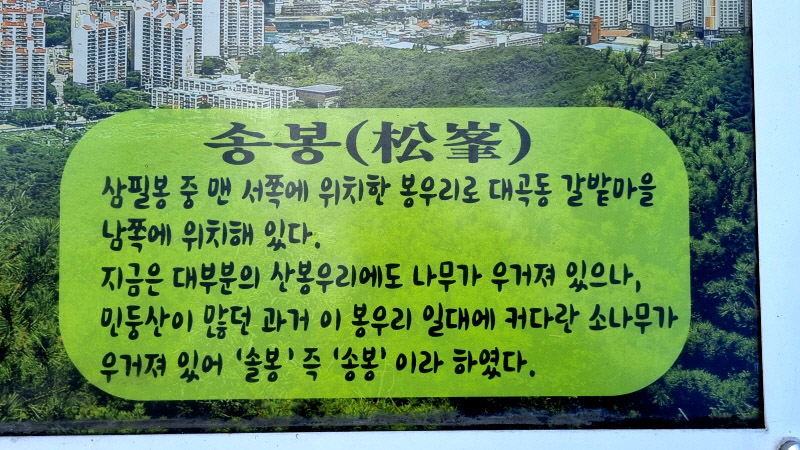 송봉(松峯)
삼필봉 중 맨 서쪽에 위치한 봉우리로 대곡동 갈밭마을
남쪽에 위치해 있다.
지금은 대부분의 산봉우리에도 나무가 우거져 있으나,
민둥산이 많던 과거 이 봉우리 일대에 커다란 소나무가
우거져 있어 '솔봉' 즉 '송봉' 이라 하였다.